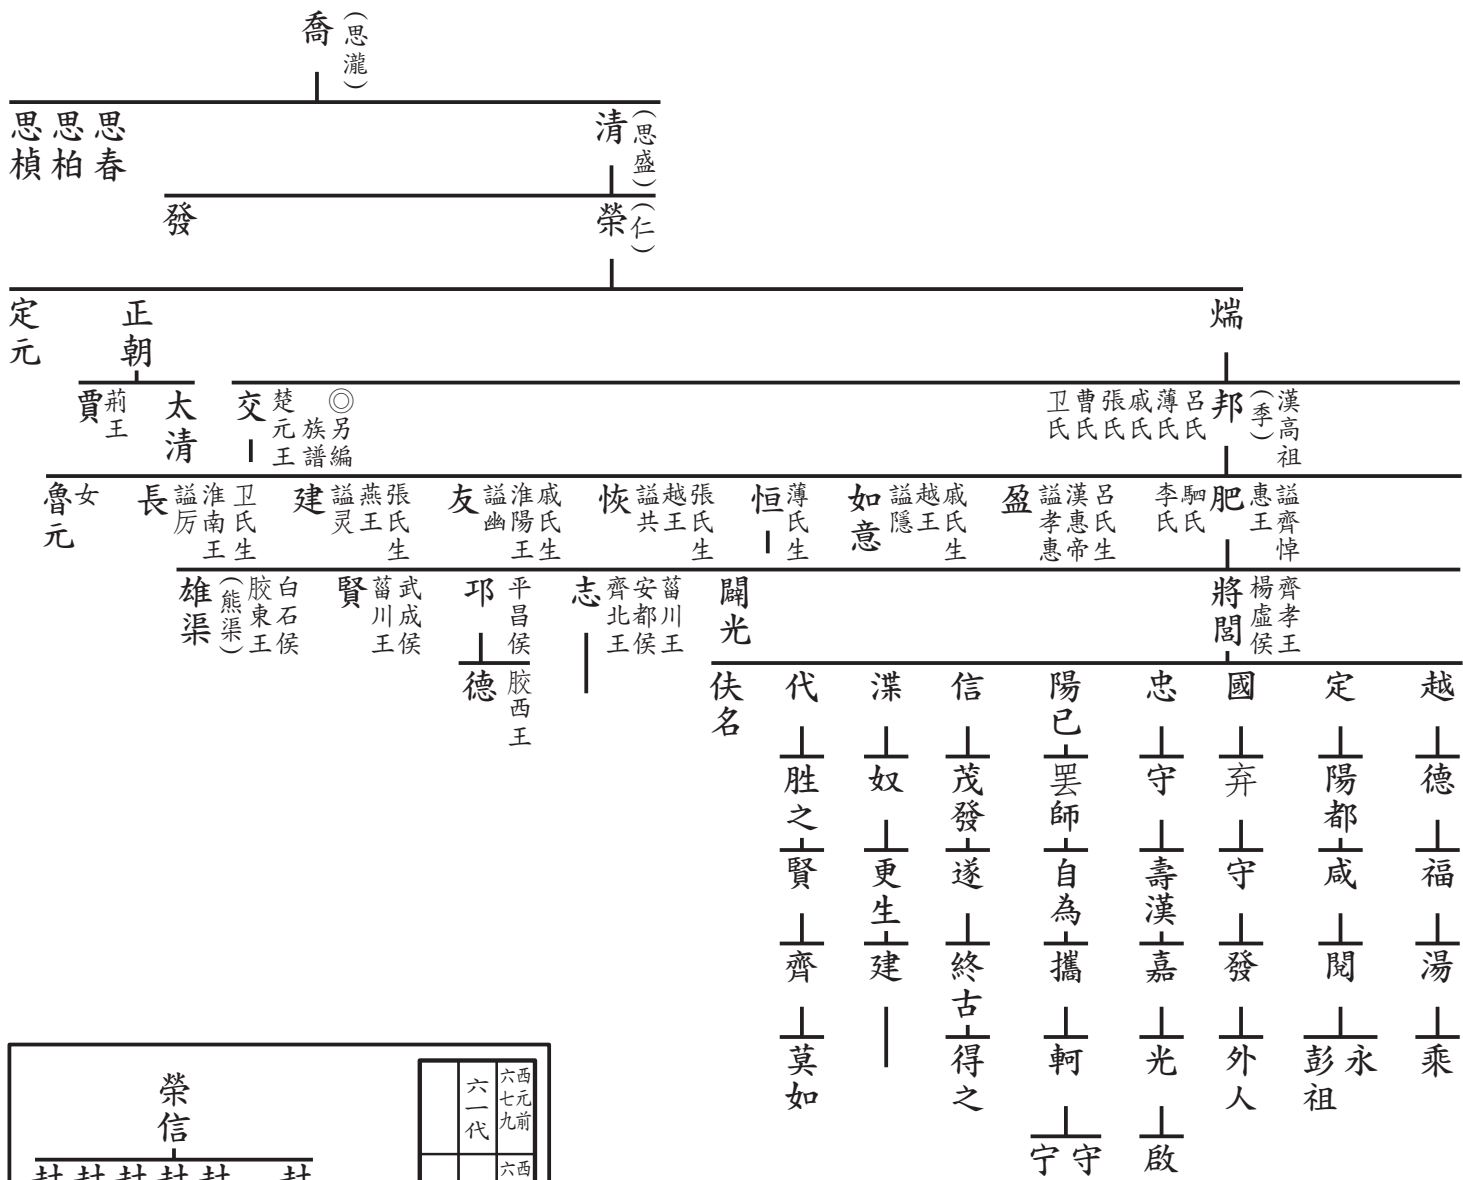 喬
(思瀧)
清
(思盛)
思春
思柏
思楨
榮
(仁)
發
煓
正朝
定元
漢高祖
(季)
邦
呂氏
薄氏
戚氏
張氏
曹氏
卫氏
◎另編
族譜
楚元王
交
太清
荊王
賈
謚齊悼
惠王
肥
駟氏
李氏
呂氏生
漢惠帝
謚孝惠
盈
戚氏生
越王
謚隱
如意
薄氏生
恒
張氏生
越王
謚共
恢
戚氏生
淮陽王
謚幽
友
張氏生
燕王
謚灵
建
卫氏生
淮南王
謚厉
長
女
魯元
齊孝王
楊虛侯
將閭
闢光
菑川王
安都侯
齊北王
志
平昌侯
邛
武成侯
菑川王
賢
白石侯
胶東王
(熊渠)
雄渠
越
定
國
忠
陽已
信
渫
代
佚名
胶西王
德
德
陽都
弃
守
罢師
茂發
奴
胜之
福
咸
守
壽漢
自為
遂
更生
賢
湯
閱
發
嘉
攜
終古
建
齊
乘
永
彭祖
外人
光
軻
得之
莫如
啟
守
宁
西元前
六七九
六一代
西
六
榮信